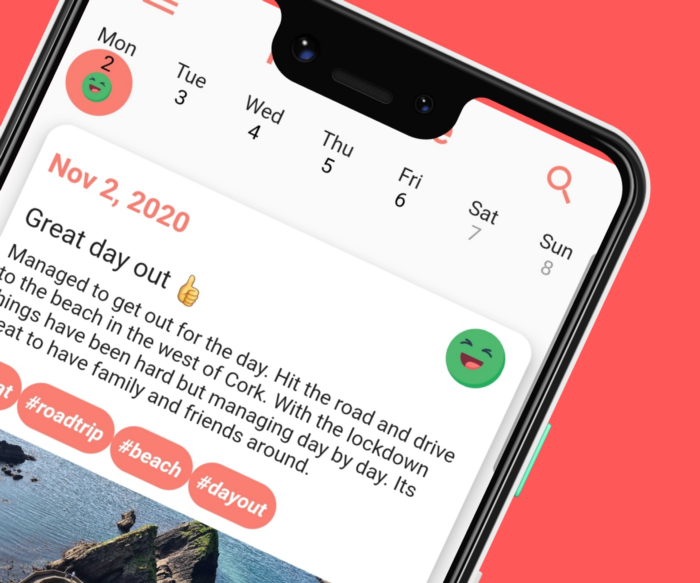 Mon Tue Wed Thu Fri Sat Sun
2 3 4 5 6 7 8
Nov 2, 2020
Great day out 👍
Managed to get out for the day. Hit the road and drive
to the beach in the west of Cork. With the lockdown
have been hard but managing day by day. Its
to have family and friends around.
#roadtrip #beach #dayout